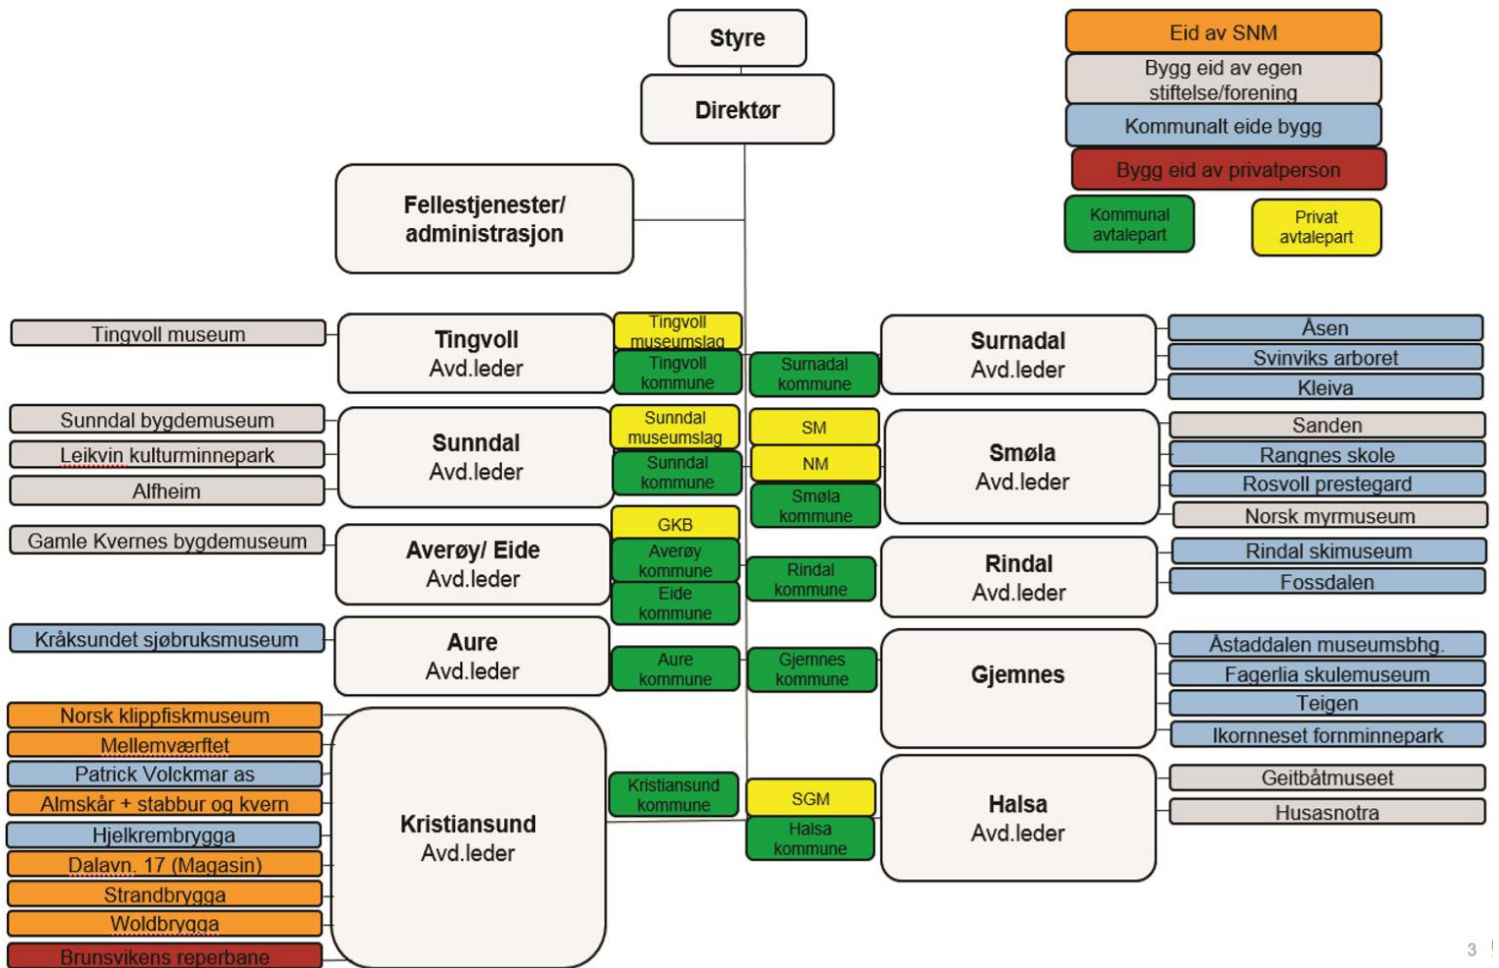 Styre
Direktør
Fellestjenester/
administrasjon
Eid av SNM
Bygg eid av egen
stiftelse/forening
Kommunalt eide bygg
Bygg eid av privatperson
Kommunal
avtalepart
Privat
avtalepart
Tingvoll museum
Tingvoll
Avd.leder
Tingvoll
museumslag
Tingvoll
kommune
Surnadal
kommune
Surnadal
Avd.leder
Åsen
Svinviks arboret
Kleiva
Sunndal bygdemuseum
Leikvin kulturminnepark
Alfheim
Sunndal
Avd.leder
Sunndal
museumslag
Sunndal
kommune
SM
NM
Smøla
kommune
Smøla
Avd.leder
Sanden
Rangnes skole
Rosvoll prestegard
Norsk myrmuseum
Gamle Kvernes bygdemuseum
Averøy/ Eide
Avd.leder
GKB
Averøy
kommune
Eide
kommune
Rindal
kommune
Rindal
Avd.leder
Rindal skimuseum
Fossdalen
Kråksundet sjøbruksmuseum
Aure
Avd.leder
Aure
kommune
Gjemnes
kommune
Gjemnes
Åstaddalen museumsbhg.
Fagerlia skulemuseum
Teigen
Ikornneset fornminnepark
Norsk klippfiskmuseum
Mellemværftet
Patrick Volckmar as
Almskår + stabbur og kvern
Hjelkrembrygga
Dalavn. 17 (Magasin)
Strandbrygga
Woldbrygga
Brunsvikens reperbane
Kristiansund
Avd.leder
Kristiansund
kommune
SGM
Halsa
kommune
Halsa
Avd.leder
Geitbåtmuseet
Husasnotra
3